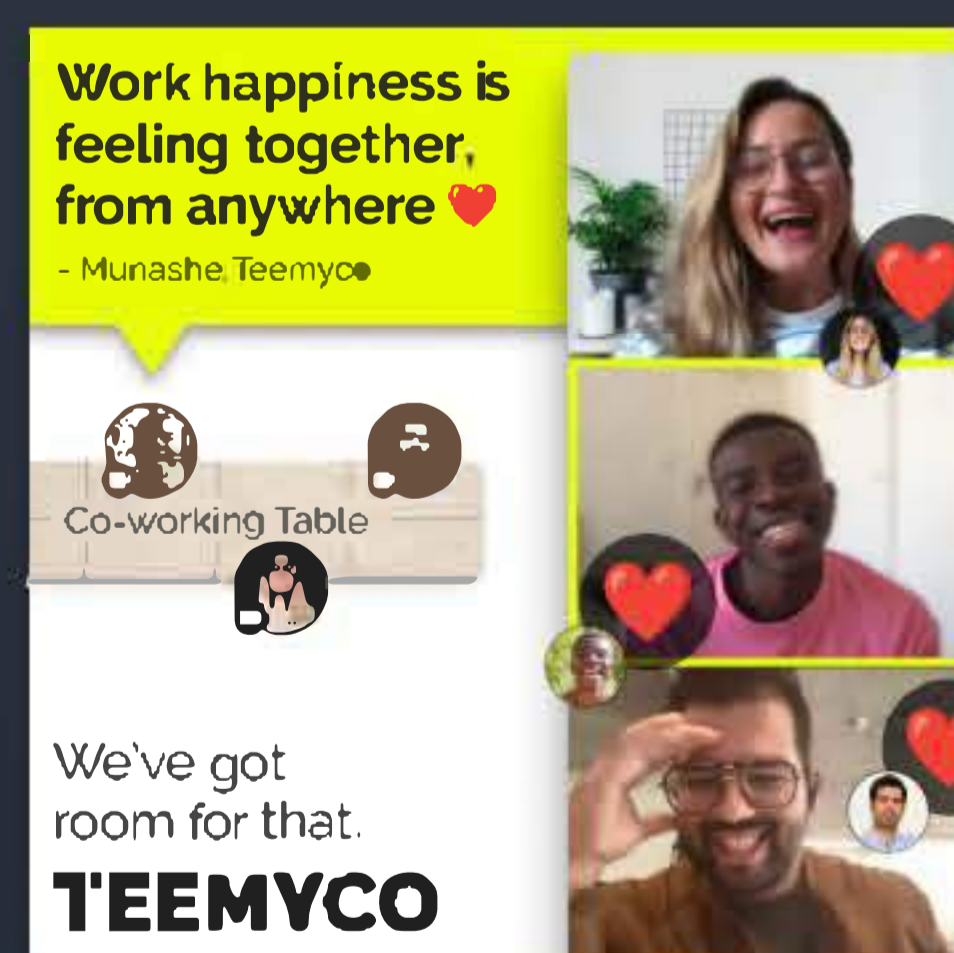 Work happiness is
feeling together,
from anywhere ❤️
- Munashe, Teemyco
Co-working Table
We've got
room for that.
TEEMYCO